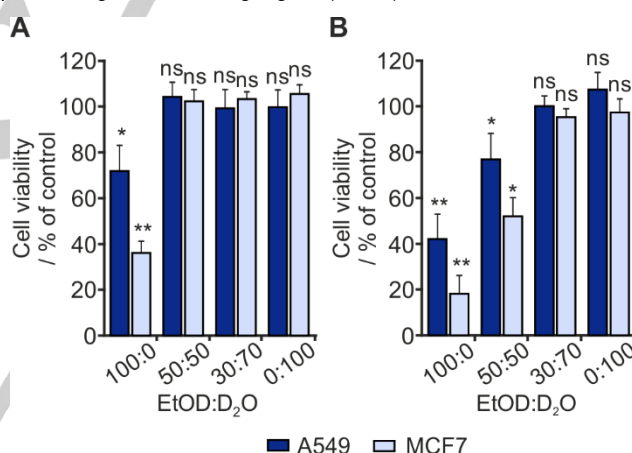 A
Cell viability
/ % of control
120
100
80
60
40
20
0
*
**
ns ns ns ns ns ns
100:0 50:50 30:70 0:100
EtOD:D₂O
B
Cell viability
/ % of control
120
100
80
60
40
20
0
**
**
*
*
ns ns ns ns
100:0 50:50 30:70 0:100
EtOD:D₂O
A549 MCF7